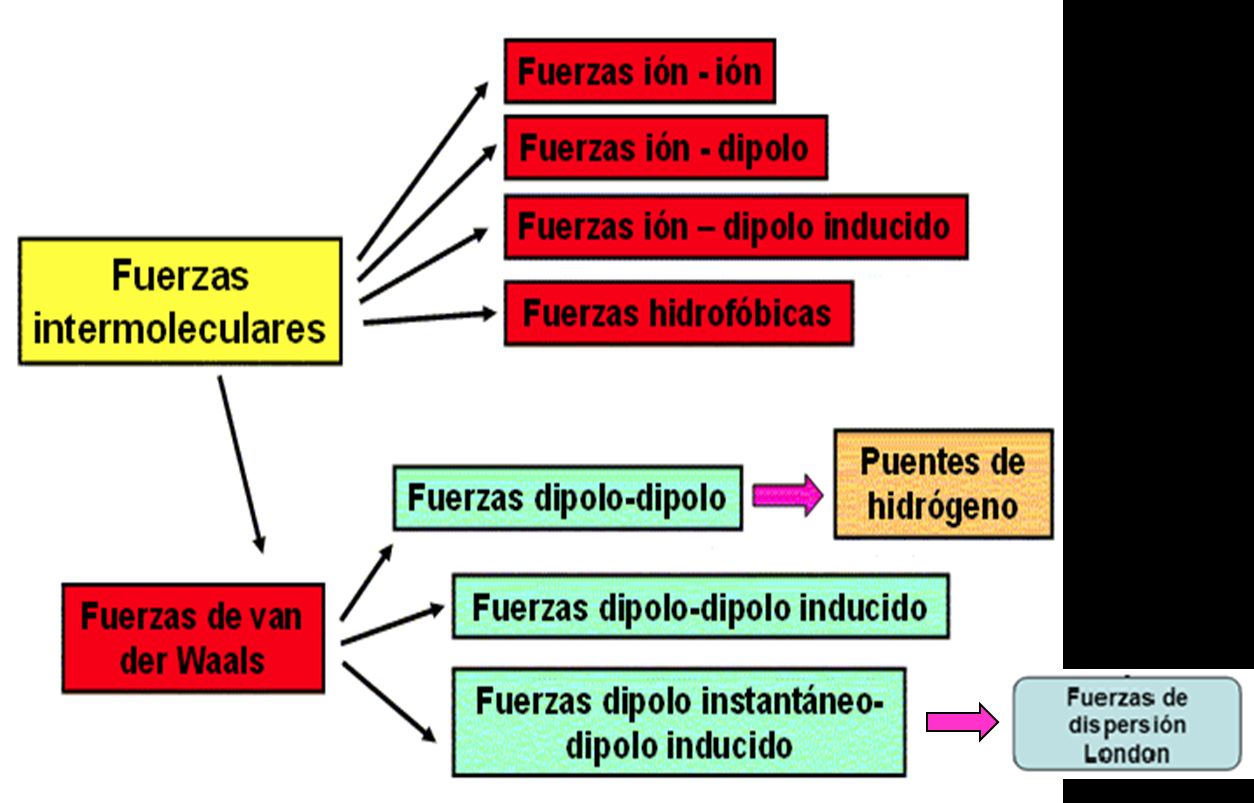 Fuerzas ión - ión
Fuerzas ión - dipolo
Fuerzas ión – dipolo inducido
Fuerzas
intermoleculares
Fuerzas hidrofóbicas
Fuerzas dipolo-dipolo
Puentes de
hidrógeno
Fuerzas de van
der Waals
Fuerzas dipolo-dipolo inducido
Fuerzas dipolo instantáneo-
dipolo inducido
Fuerzas de
dispersión
London